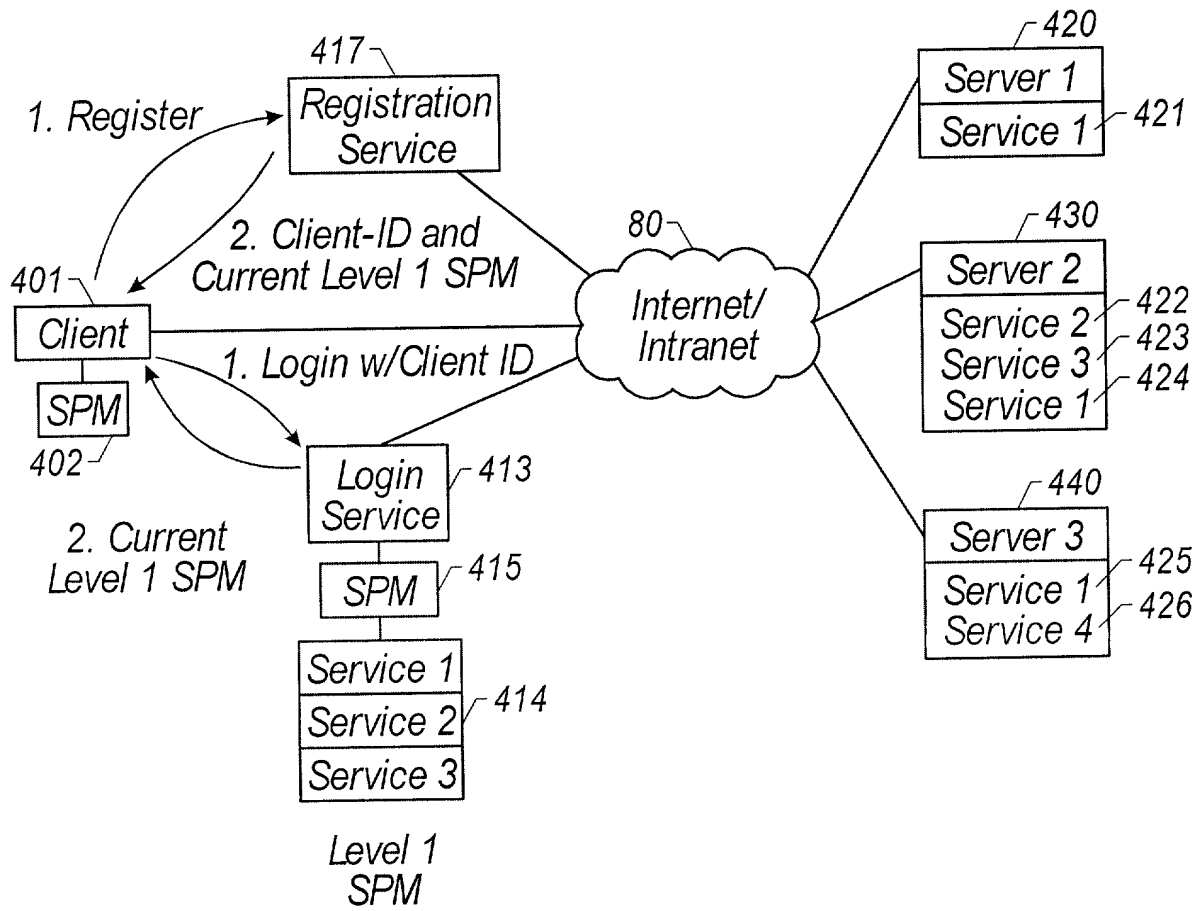 417
Registration
Service
1. Register
2. Client-ID and
Current Level 1 SPM
401
Client
SPM
402
1. Login w/Client ID
2. Current
Level 1 SPM
Login
Service
413
SPM
415
Service 1
Service 2
Service 3
414
Level 1
SPM
80
Internet/
Intranet
420
Server 1
Service 1
421
430
Server 2
Service 2
422
Service 3
423
Service 1
424
440
Server 3
Service 1
425
Service 4
426